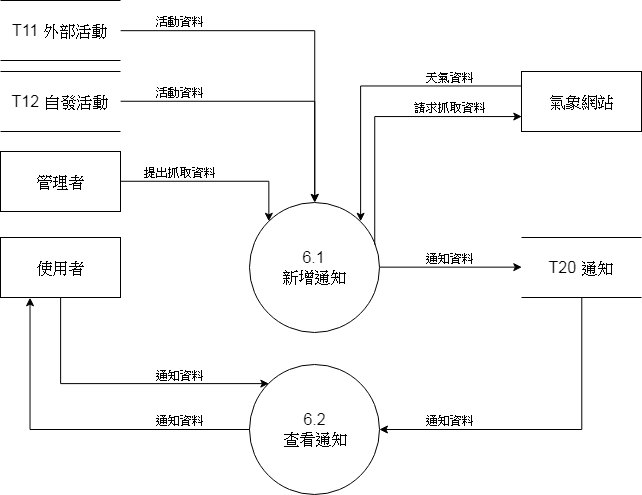 T11 外部活動
活動資料
T12 自發活動
活動資料
天氣資料
請求抓取資料
氣象網站
管理者
提出抓取資料
使用者
6.1
新增通知
通知資料
T20 通知
通知資料
通知資料
6.2
查看通知
通知資料